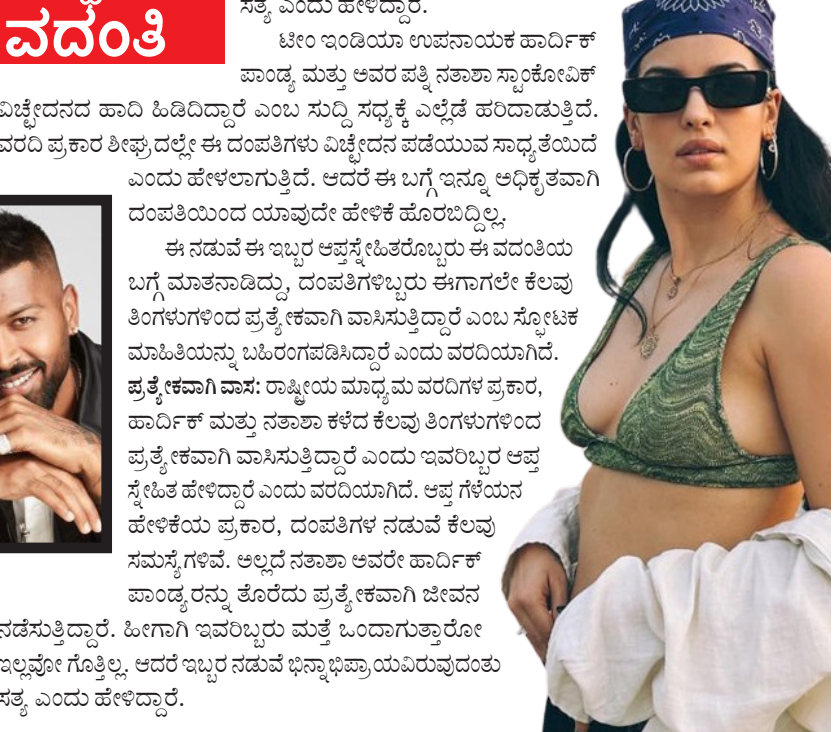 ವದಂತಿ
ಸತ್ಯ ಎಂದು ಹೇಳಿದ್ದಾರೆ.
ಟೀಂ ಇಂಡಿಯಾ ಉಪನಾಯಕ ಹಾರ್ದಿಕ್
ಪಾಂಡ್ಯ ಮತ್ತು ಅವರ ಪತ್ನಿ ನತಾಶಾ ಸ್ಟಾಂಕೋವಿಕ್
ವಿಚ್ಛೇದನದ ಹಾದಿ ಹಿಡಿದಿದ್ದಾರೆ ಎಂಬ ಸುದ್ದಿ ಸಧ್ಯಕ್ಕೆ ಎಲ್ಲೆಡೆ ಹರಿದಾಡುತ್ತಿದೆ.
ವರದಿ ಪ್ರಕಾರ ಶೀಘ್ರದಲ್ಲೇ ಈ ದಂಪತಿಗಳು ವಿಚ್ಛೇದನ ಪಡೆಯುವ ಸಾಧ್ಯತೆಯಿದೆ
ಎಂದು ಹೇಳಲಾಗುತ್ತಿದೆ. ಆದರೆ ಈ ಬಗ್ಗೆ ಇನ್ನೂ ಅಧಿಕೃತವಾಗಿ
ದಂಪತಿಯಿಂದ ಯಾವುದೇ ಹೇಳಿಕೆ ಹೊರಬಿದ್ದಿಲ್ಲ.
ಈ ನಡುವೆ ಈ ಇಬ್ಬರ ಆಪ್ತಸ್ನೇಹಿತರೊಬ್ಬರು ಈ ವದಂತಿಯ
ಬಗ್ಗೆ ಮಾತನಾಡಿದ್ದು, ದಂಪತಿಗಳಿಬ್ಬರು ಈಗಾಗಲೇ ಕೆಲವು
ತಿಂಗಳುಗಳಿಂದ ಪ್ರತ್ಯೇಕವಾಗಿ ವಾಸಿಸುತ್ತಿದ್ದಾರೆ ಎಂಬ ಸ್ಫೋಟಕ
ಮಾಹಿತಿಯನ್ನು ಬಹಿರಂಗಪಡಿಸಿದ್ದಾರೆ ಎಂದು ವರದಿಯಾಗಿದೆ.
ಪ್ರತ್ಯೇಕವಾಗಿ ವಾಸ: ರಾಷ್ಟ್ರೀಯ ಮಾಧ್ಯಮ ವರದಿಗಳ ಪ್ರಕಾರ,
ಹಾರ್ದಿಕ್ ಮತ್ತು ನತಾಶಾ ಕಳೆದ ಕೆಲವು ತಿಂಗಳುಗಳಿಂದ
ಪ್ರತ್ಯೇಕವಾಗಿ ವಾಸಿಸುತ್ತಿದ್ದಾರೆ ಎಂದು ಇವರಿಬ್ಬರ ಆಪ್ತ
ಸ್ನೇಹಿತ ಹೇಳಿದ್ದಾರೆ ಎಂದು ವರದಿಯಾಗಿದೆ. ಆಪ್ತ ಗೆಳೆಯನ
ಹೇಳಿಕೆಯ ಪ್ರಕಾರ, ದಂಪತಿಗಳ ನಡುವೆ ಕೆಲವು
ಸಮಸ್ಯೆಗಳಿವೆ. ಅಲ್ಲದೆ ನತಾಶಾ ಅವರೇ ಹಾರ್ದಿಕ್
ಪಾಂಡ್ಯರನ್ನು ತೊರೆದು ಪ್ರತ್ಯೇಕವಾಗಿ ಜೀವನ
ನಡೆಸುತ್ತಿದ್ದಾರೆ. ಹೀಗಾಗಿ ಇವರಿಬ್ಬರು ಮತ್ತೆ ಒಂದಾಗುತ್ತಾರೋ
ಇಲ್ಲವೋ ಗೊತ್ತಿಲ್ಲ. ಆದರೆ ಇಬ್ಬರ ನಡುವೆ ಭಿನ್ನಾಭಿಪ್ರಾಯವಿರುವುದಂತು
ಸತ್ಯ ಎಂದು ಹೇಳಿದ್ದಾರೆ.